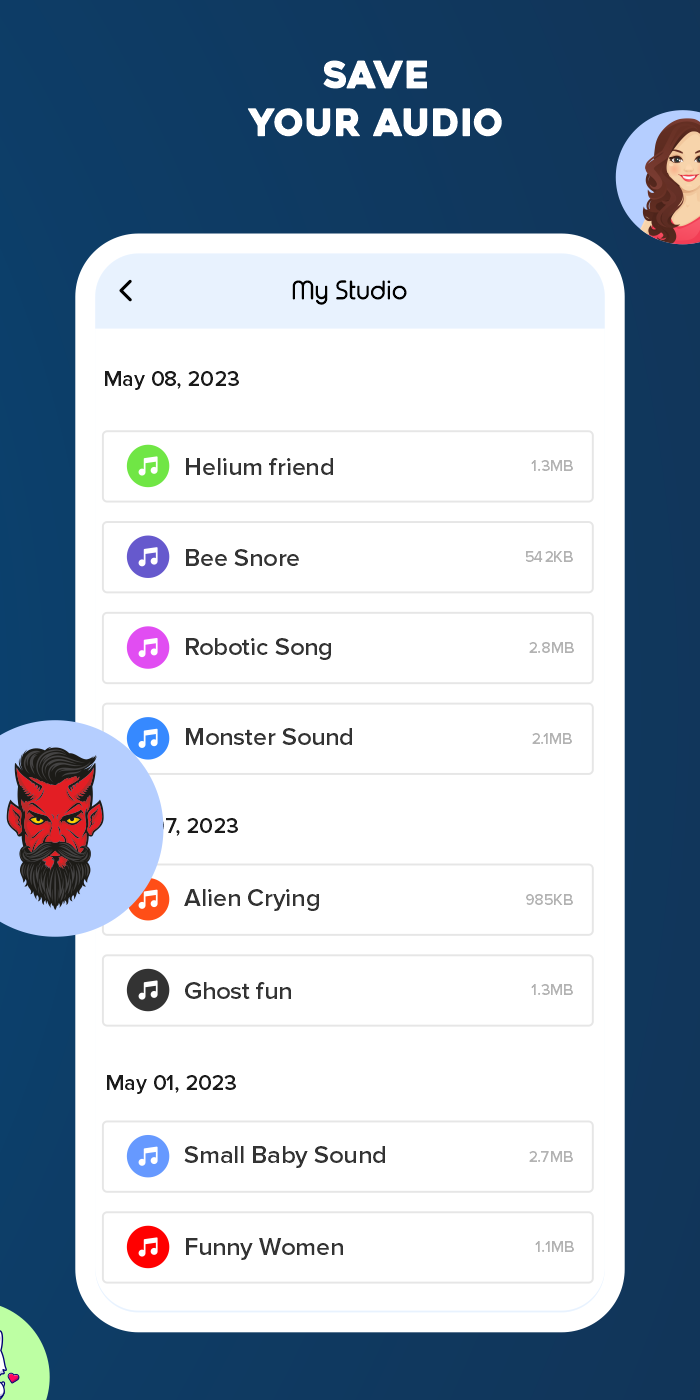 SAVE
YOUR AUDIO
My Studio
May 08, 2023
Helium friend 1.3MB
Bee Snore 542KB
Robotic Song 2.8MB
Monster Sound 2.1MB
7, 2023
Alien Crying 985KB
Ghost fun 1.3MB
May 01, 2023
Small Baby Sound 2.7MB
Funny Women 1.1MB